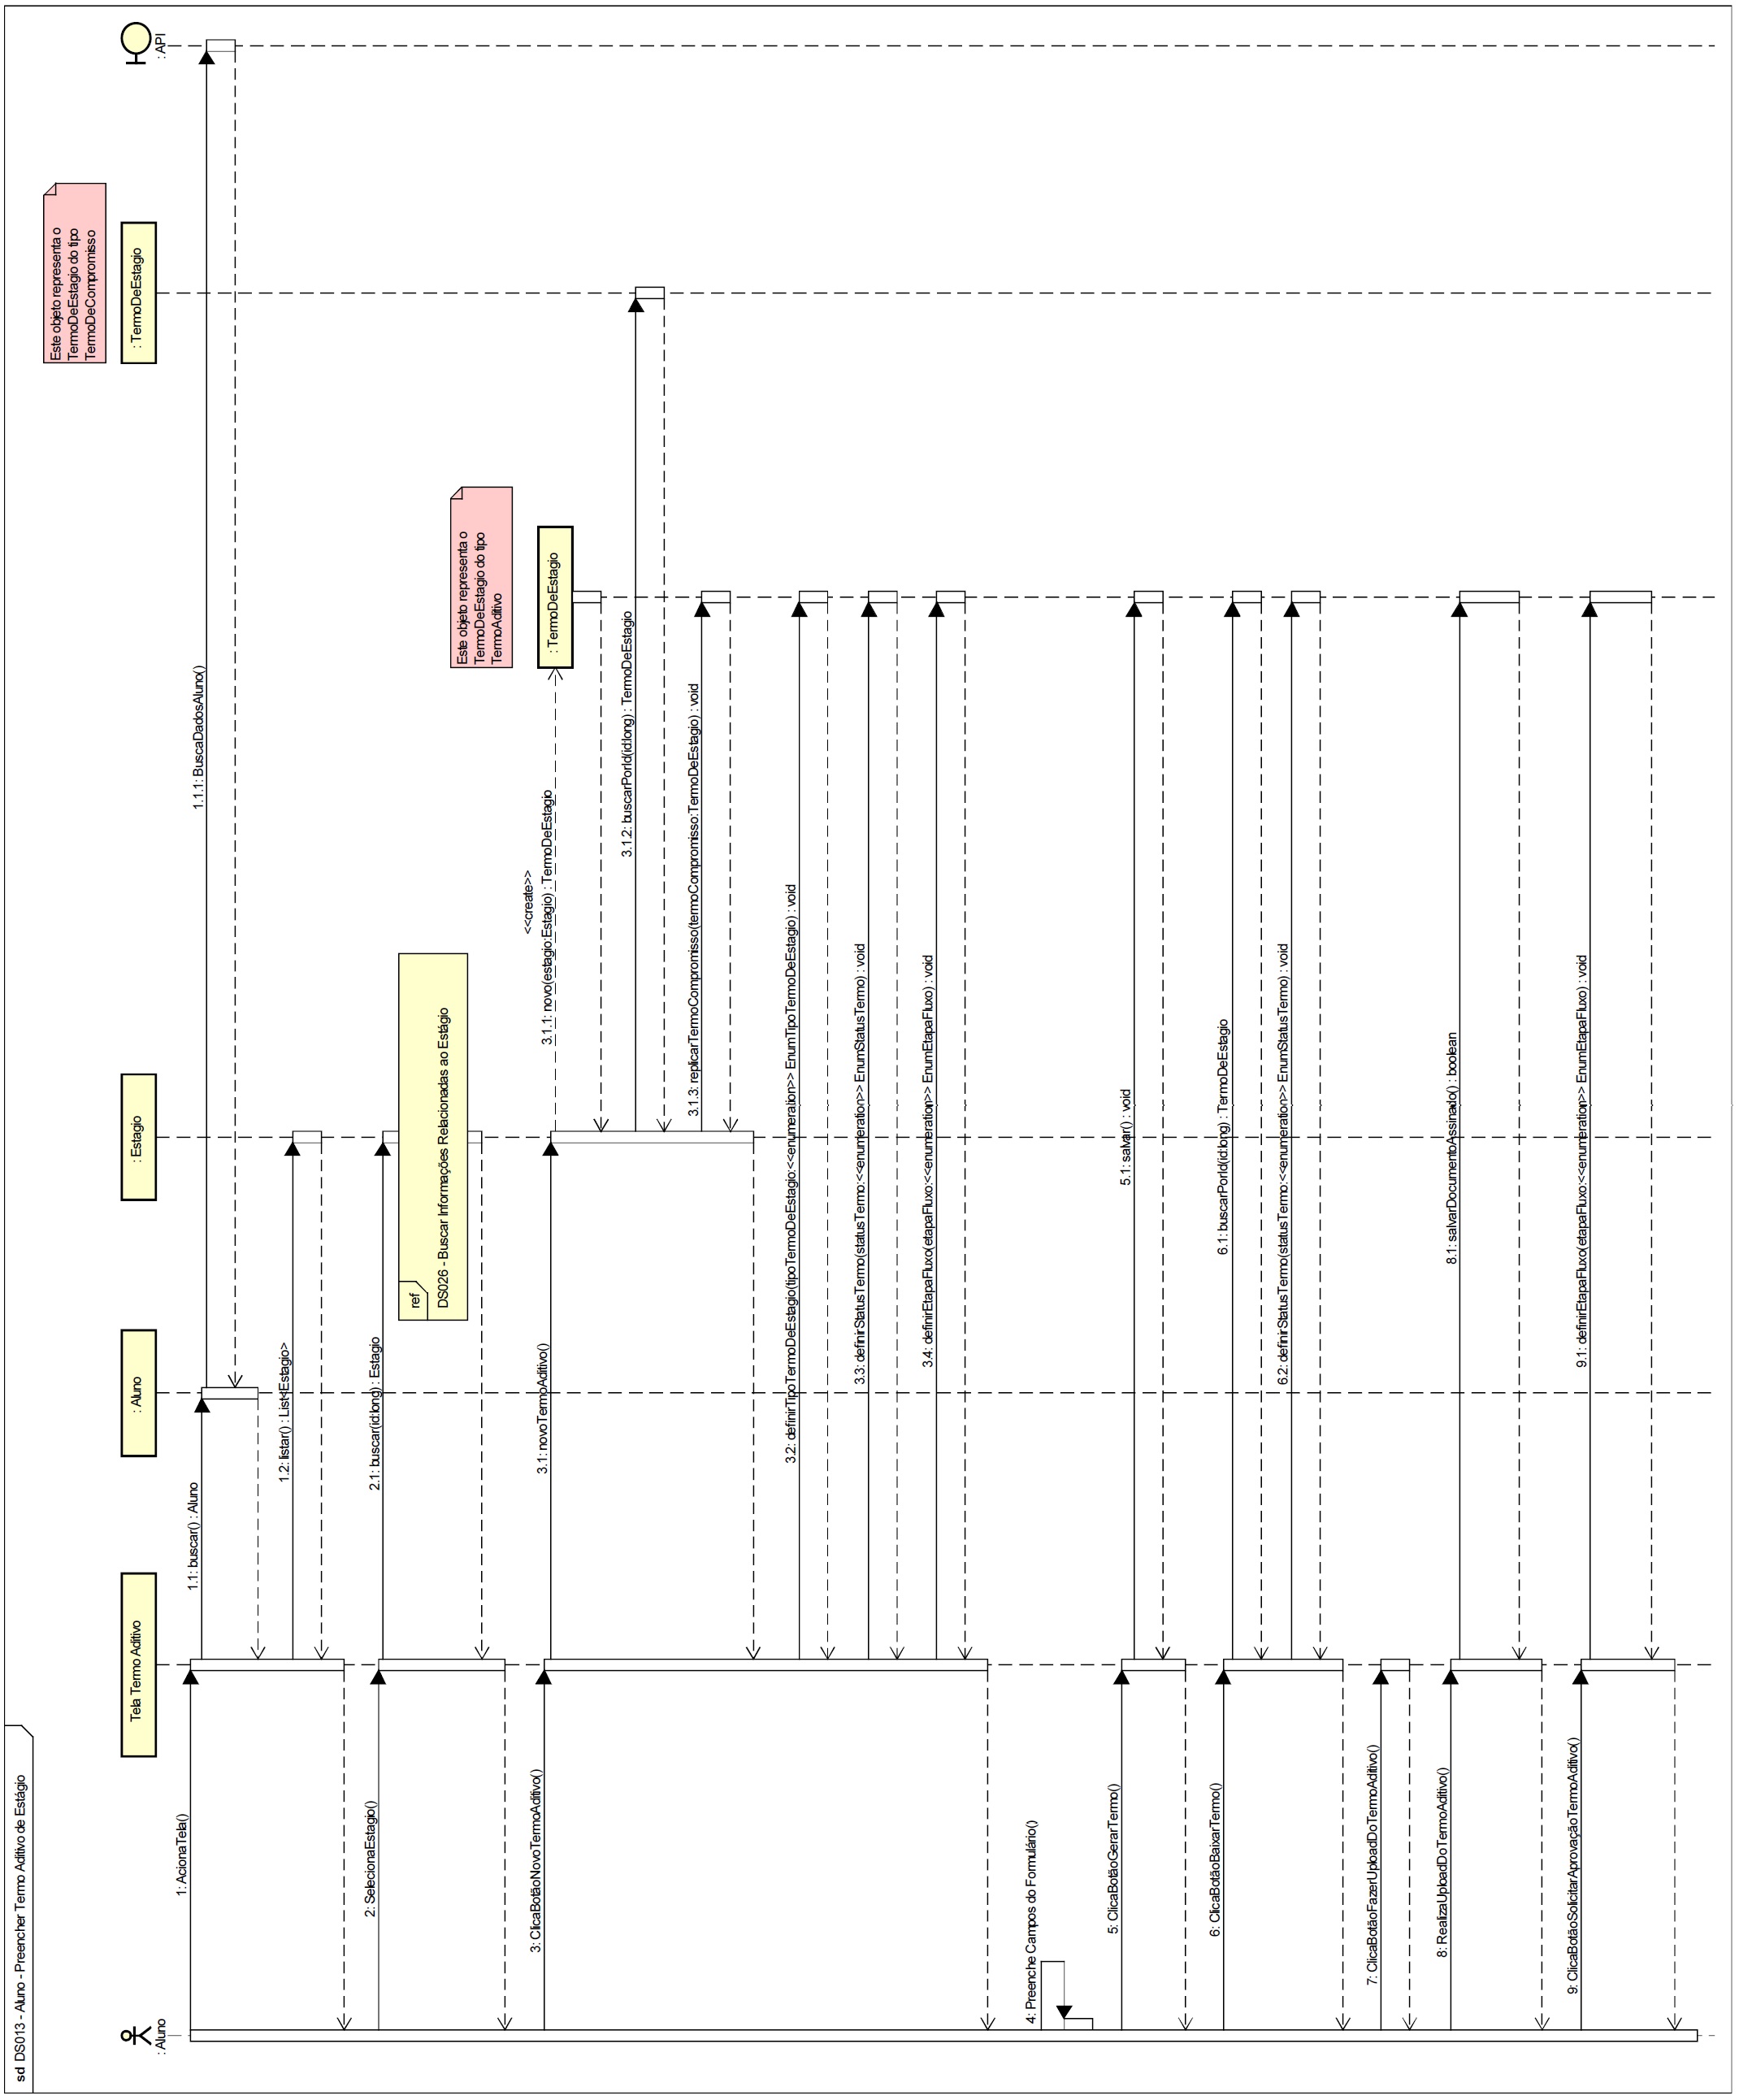 sd DS013 - Aluno - Preencher Termo Aditivo de Estágio
: Aluno
Tela Termo Aditivo
: Aluno
: Estagio
: TermoDeEstagio
: API
Este objeto representa o
TermoDeEstagio do tipo
TermoDeCompromisso
1: AcionaTela()
1.1: buscar() : Aluno
1.1.1: BuscaDadosAluno()
1.2: listar() : List<Estagio>
2: SelecionaEstagio()
2.1: buscar(id:long) : Estagio
ref
DS026 - Buscar Informações Relacionadas ao Estágio
Este objeto representa o
TermoDeEstagio do tipo
TermoAditivo
: TermoDeEstagio
3: ClicaBotãoNovoTermoAditivo()
3.1: novoTermoAditivo()
<<create>>
3.1.1: novo(estagio:Estagio) : TermoDeEstagio
3.1.2: buscarPorId(id:long) : TermoDeEstagio
3.1.3: replicarTermoCompromisso(termoCompromisso:TermoDeEstagio) : void
3.2: definirTipoTermoDeEstagio(tipoTermoDeEstagio:<<enumeration>> EnumTipoTermoDeEstagio) : void
3.3: definirStatusTermo(statusTermo:<<enumeration>> EnumStatusTermo) : void
3.4: definirEtapaFluxo(etapaFluxo:<<enumeration>> EnumEtapaFluxo) : void
4: Preenche Campos do Formulário()
5: ClicaBotãoGerarTermo()
5.1: salvar() : void
6: ClicaBotãoBaixarTermo()
6.1: buscarPorId(id:long) : TermoDeEstagio
6.2: definirStatusTermo(statusTermo:<<enumeration>> EnumStatusTermo) : void
7: ClicaBotãoFazerUploadDoTermoAditivo()
8: RealizaUploadDoTermoAditivo()
8.1: salvarDocumentoAssinado() : boolean
9: ClicaBotãoSolicitarAprovaçãoTermoAditivo()
9.1: definirEtapaFluxo(etapaFluxo:<<enumeration>> EnumEtapaFluxo) : void